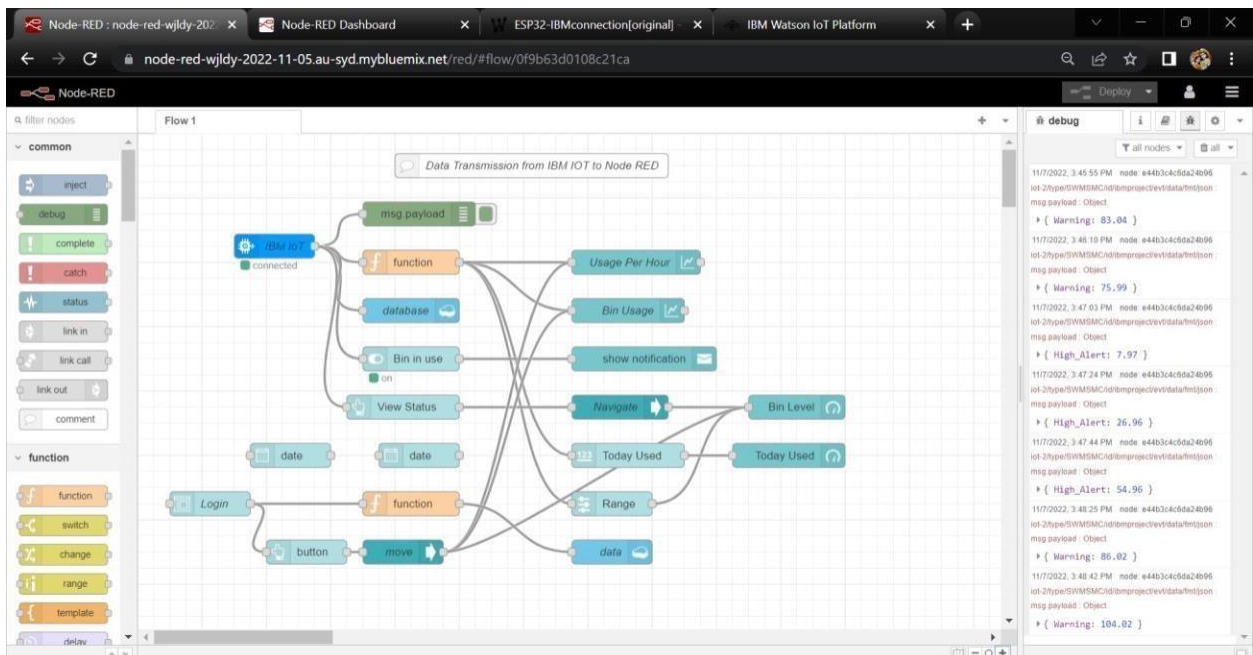 Node-RED : node-red-wjldy-202
Node-RED Dashboard
ESP32-IBMconnection[original] -
IBM Watson IoT Platform
node-red-wjldy-2022-11-05.au-syd.mybluemix.net/red/#flow/0f9b63d0108c21ca
Node-RED
Deploy
filter nodes
Flow 1
debug
all nodes
all
common
inject
debug
complete
catch
status
link in
link call
link out
comment
function
function
switch
change
range
template
delay
Data Transmission from IBM IOT to Node RED
msg.payload
IBM IoT
connected
function
Usage Per Hour
database
Bin Usage
Bin in use
on
show notification
View Status
Navigate
Bin Level
date
date
123 Today Used
Today Used
Login
function
Range
button
move
data
11/7/2022, 3:45:55 PM node: e44b3c4c6da24b96
iot-2/type/SWMSMC/id/ibmproject/evt/data/fmt/json :
msg.payload : Object
{ Warning: 83.04 }
11/7/2022, 3:46:19 PM node: e44b3c4c6da24b96
iot-2/type/SWMSMC/id/ibmproject/evt/data/fmt/json :
msg.payload : Object
{ Warning: 75.99 }
11/7/2022, 3:47:03 PM node: e44b3c4c6da24b96
iot-2/type/SWMSMC/id/ibmproject/evt/data/fmt/json :
msg.payload : Object
{ High_Alert: 7.97 }
11/7/2022, 3:47:24 PM node: e44b3c4c6da24b96
iot-2/type/SWMSMC/id/ibmproject/evt/data/fmt/json :
msg.payload : Object
{ High_Alert: 26.96 }
11/7/2022, 3:47:44 PM node: e44b3c4c6da24b96
iot-2/type/SWMSMC/id/ibmproject/evt/data/fmt/json :
msg.payload : Object
{ High_Alert: 54.96 }
11/7/2022, 3:48:25 PM node: e44b3c4c6da24b96
iot-2/type/SWMSMC/id/ibmproject/evt/data/fmt/json :
msg.payload : Object
{ Warning: 86.02 }
11/7/2022, 3:48:42 PM node: e44b3c4c6da24b96
iot-2/type/SWMSMC/id/ibmproject/evt/data/fmt/json :
msg.payload : Object
{ Warning: 104.02 }